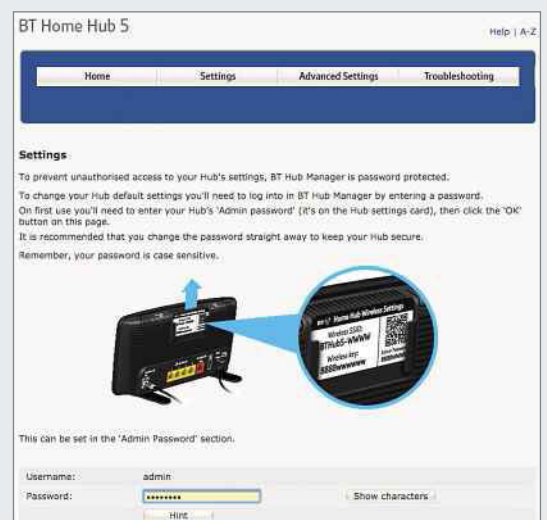 BT Home Hub 5
Help | A-Z
Home Settings Advanced Settings Troubleshooting
Settings
To prevent unauthorised access to your Hub's settings, BT Hub Manager is password protected.
To change your Hub default settings you'll need to log into in BT Hub Manager by entering a password.
On first use you'll need to enter your Hub's 'Admin password' (it's on the Hub settings card), then click the 'OK'
button on this page.
It is recommended that you change the password straight away to keep your Hub secure.
Remember, your password is case sensitive.
Home Hub Wireless Settings
Wireless SSID:
BTHub5-WWWW
Wireless key:
This can be set in the 'Admin Password' section.
Username: admin
Password: •••••••• Show characters
Hint